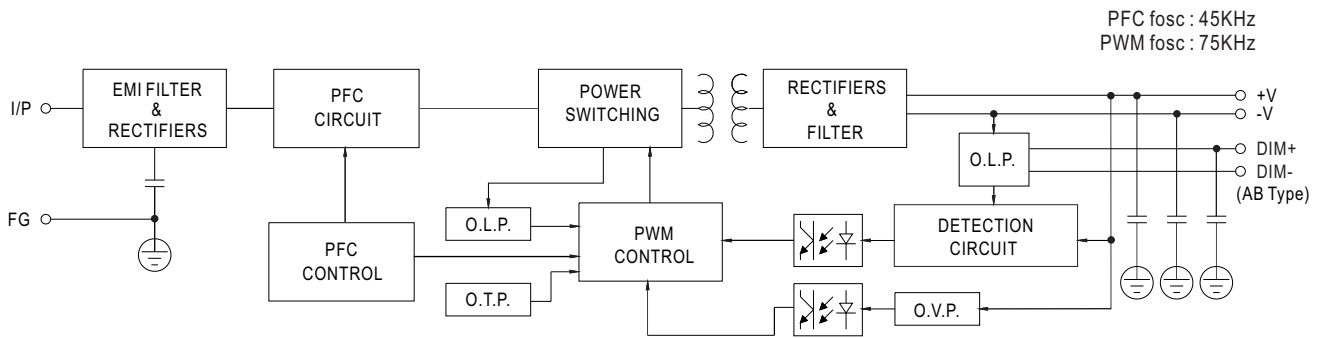 PFC fosc : 45KHz
PWM fosc : 75KHz
I/P
EMI FILTER
&
RECTIFIERS
PFC
CIRCUIT
POWER
SWITCHING
RECTIFIERS
&
FILTER
+V
-V
O.L.P.
DIM+
DIM-
(AB Type)
FG
O.L.P.
PFC
CONTROL
PWM
CONTROL
DETECTION
CIRCUIT
O.T.P.
O.V.P.